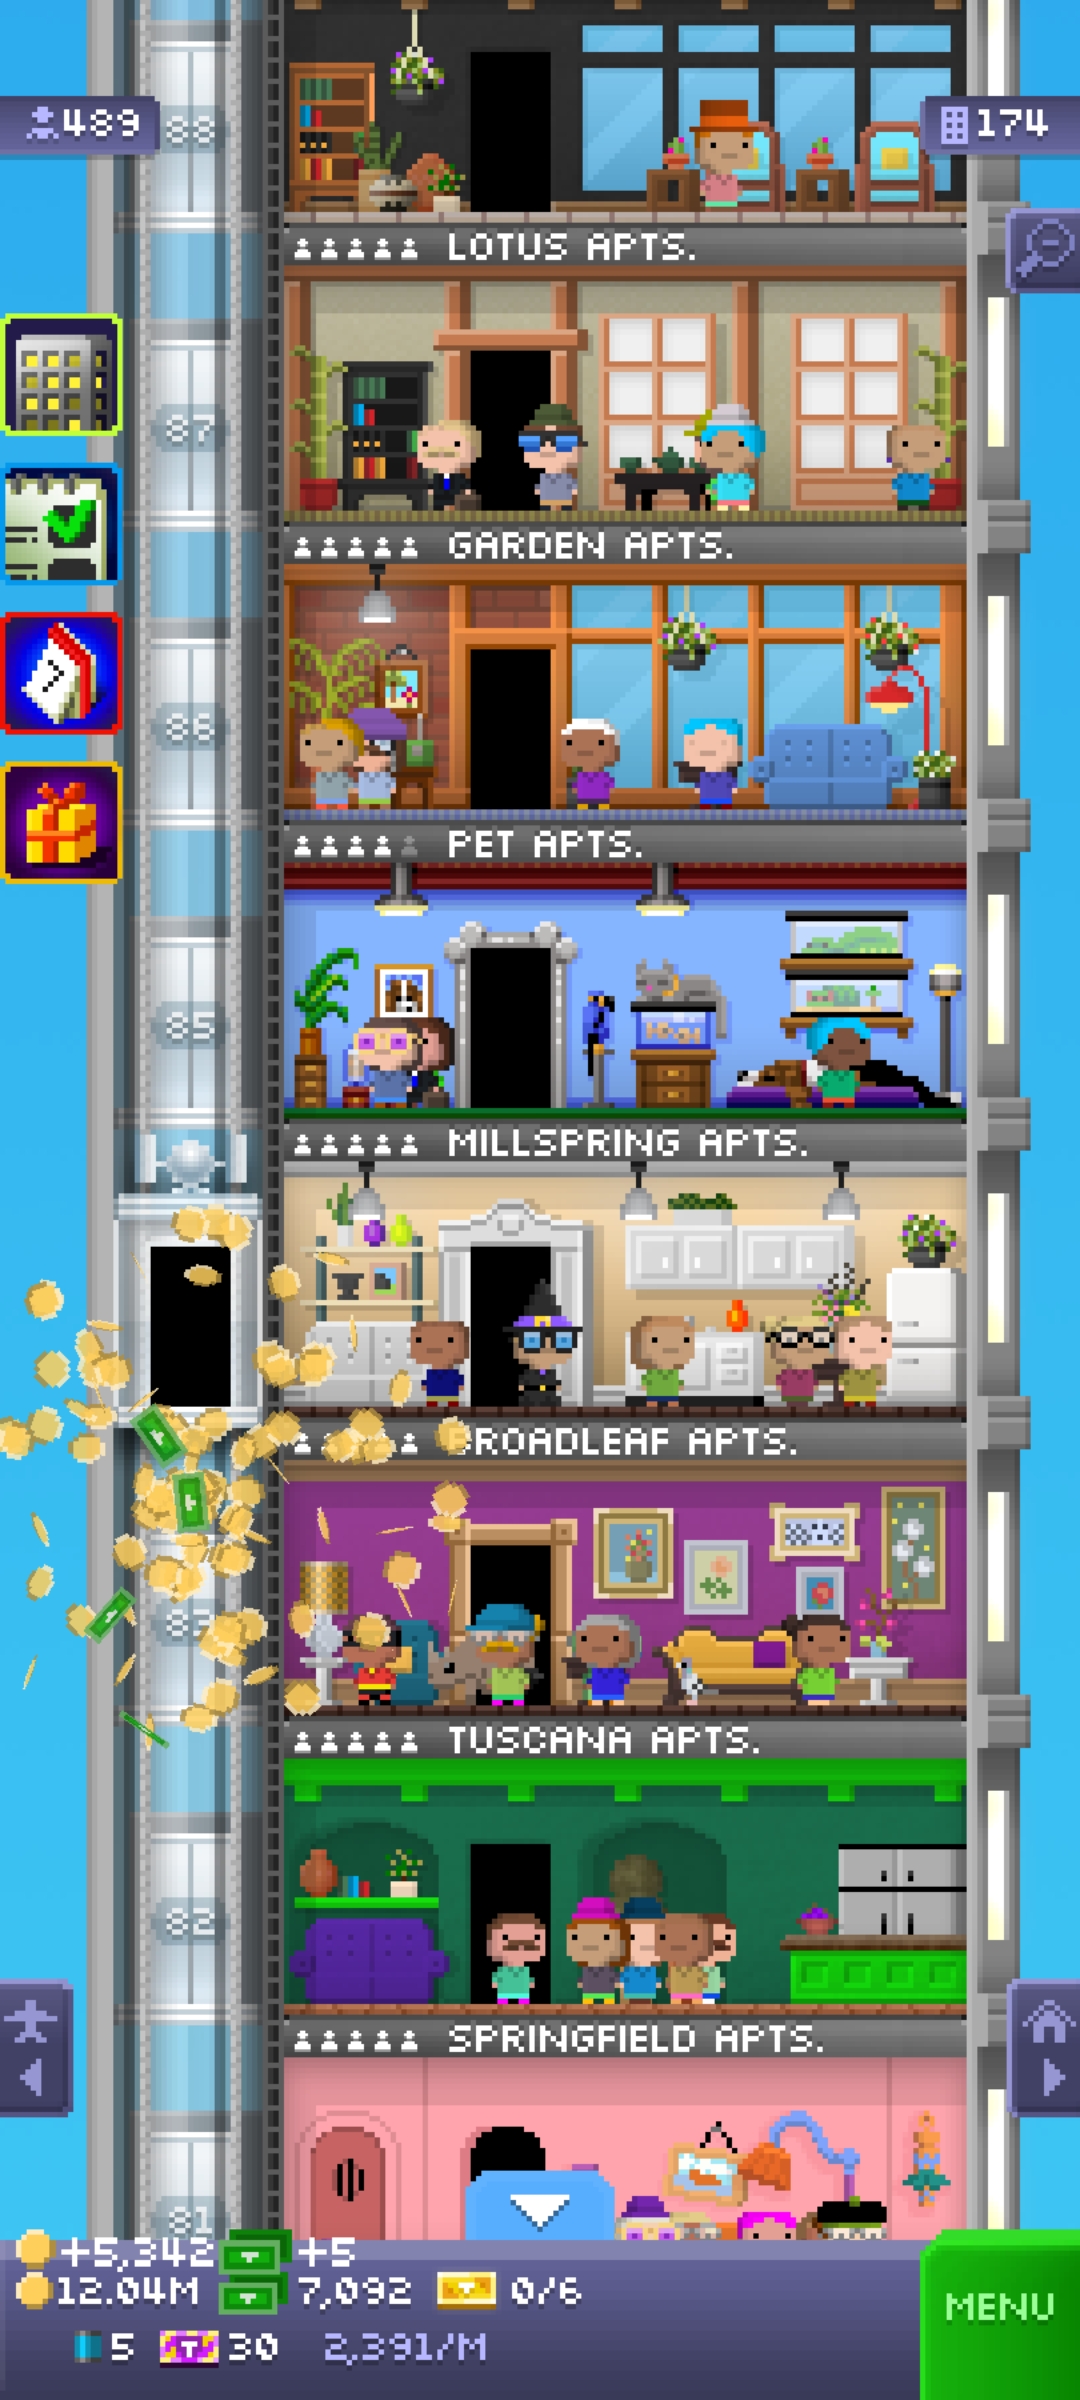 489
88
174
LOTUS APTS.
87
GARDEN APTS.
86
PET APTS.
85
MILLSPRING APTS.
BROADLEAF APTS.
83
TUSCANA APTS.
82
SPRINGFIELD APTS.
81
+5,342 +5
12.04M 7,092 0/6
MENU
5 T 30 2,391/M